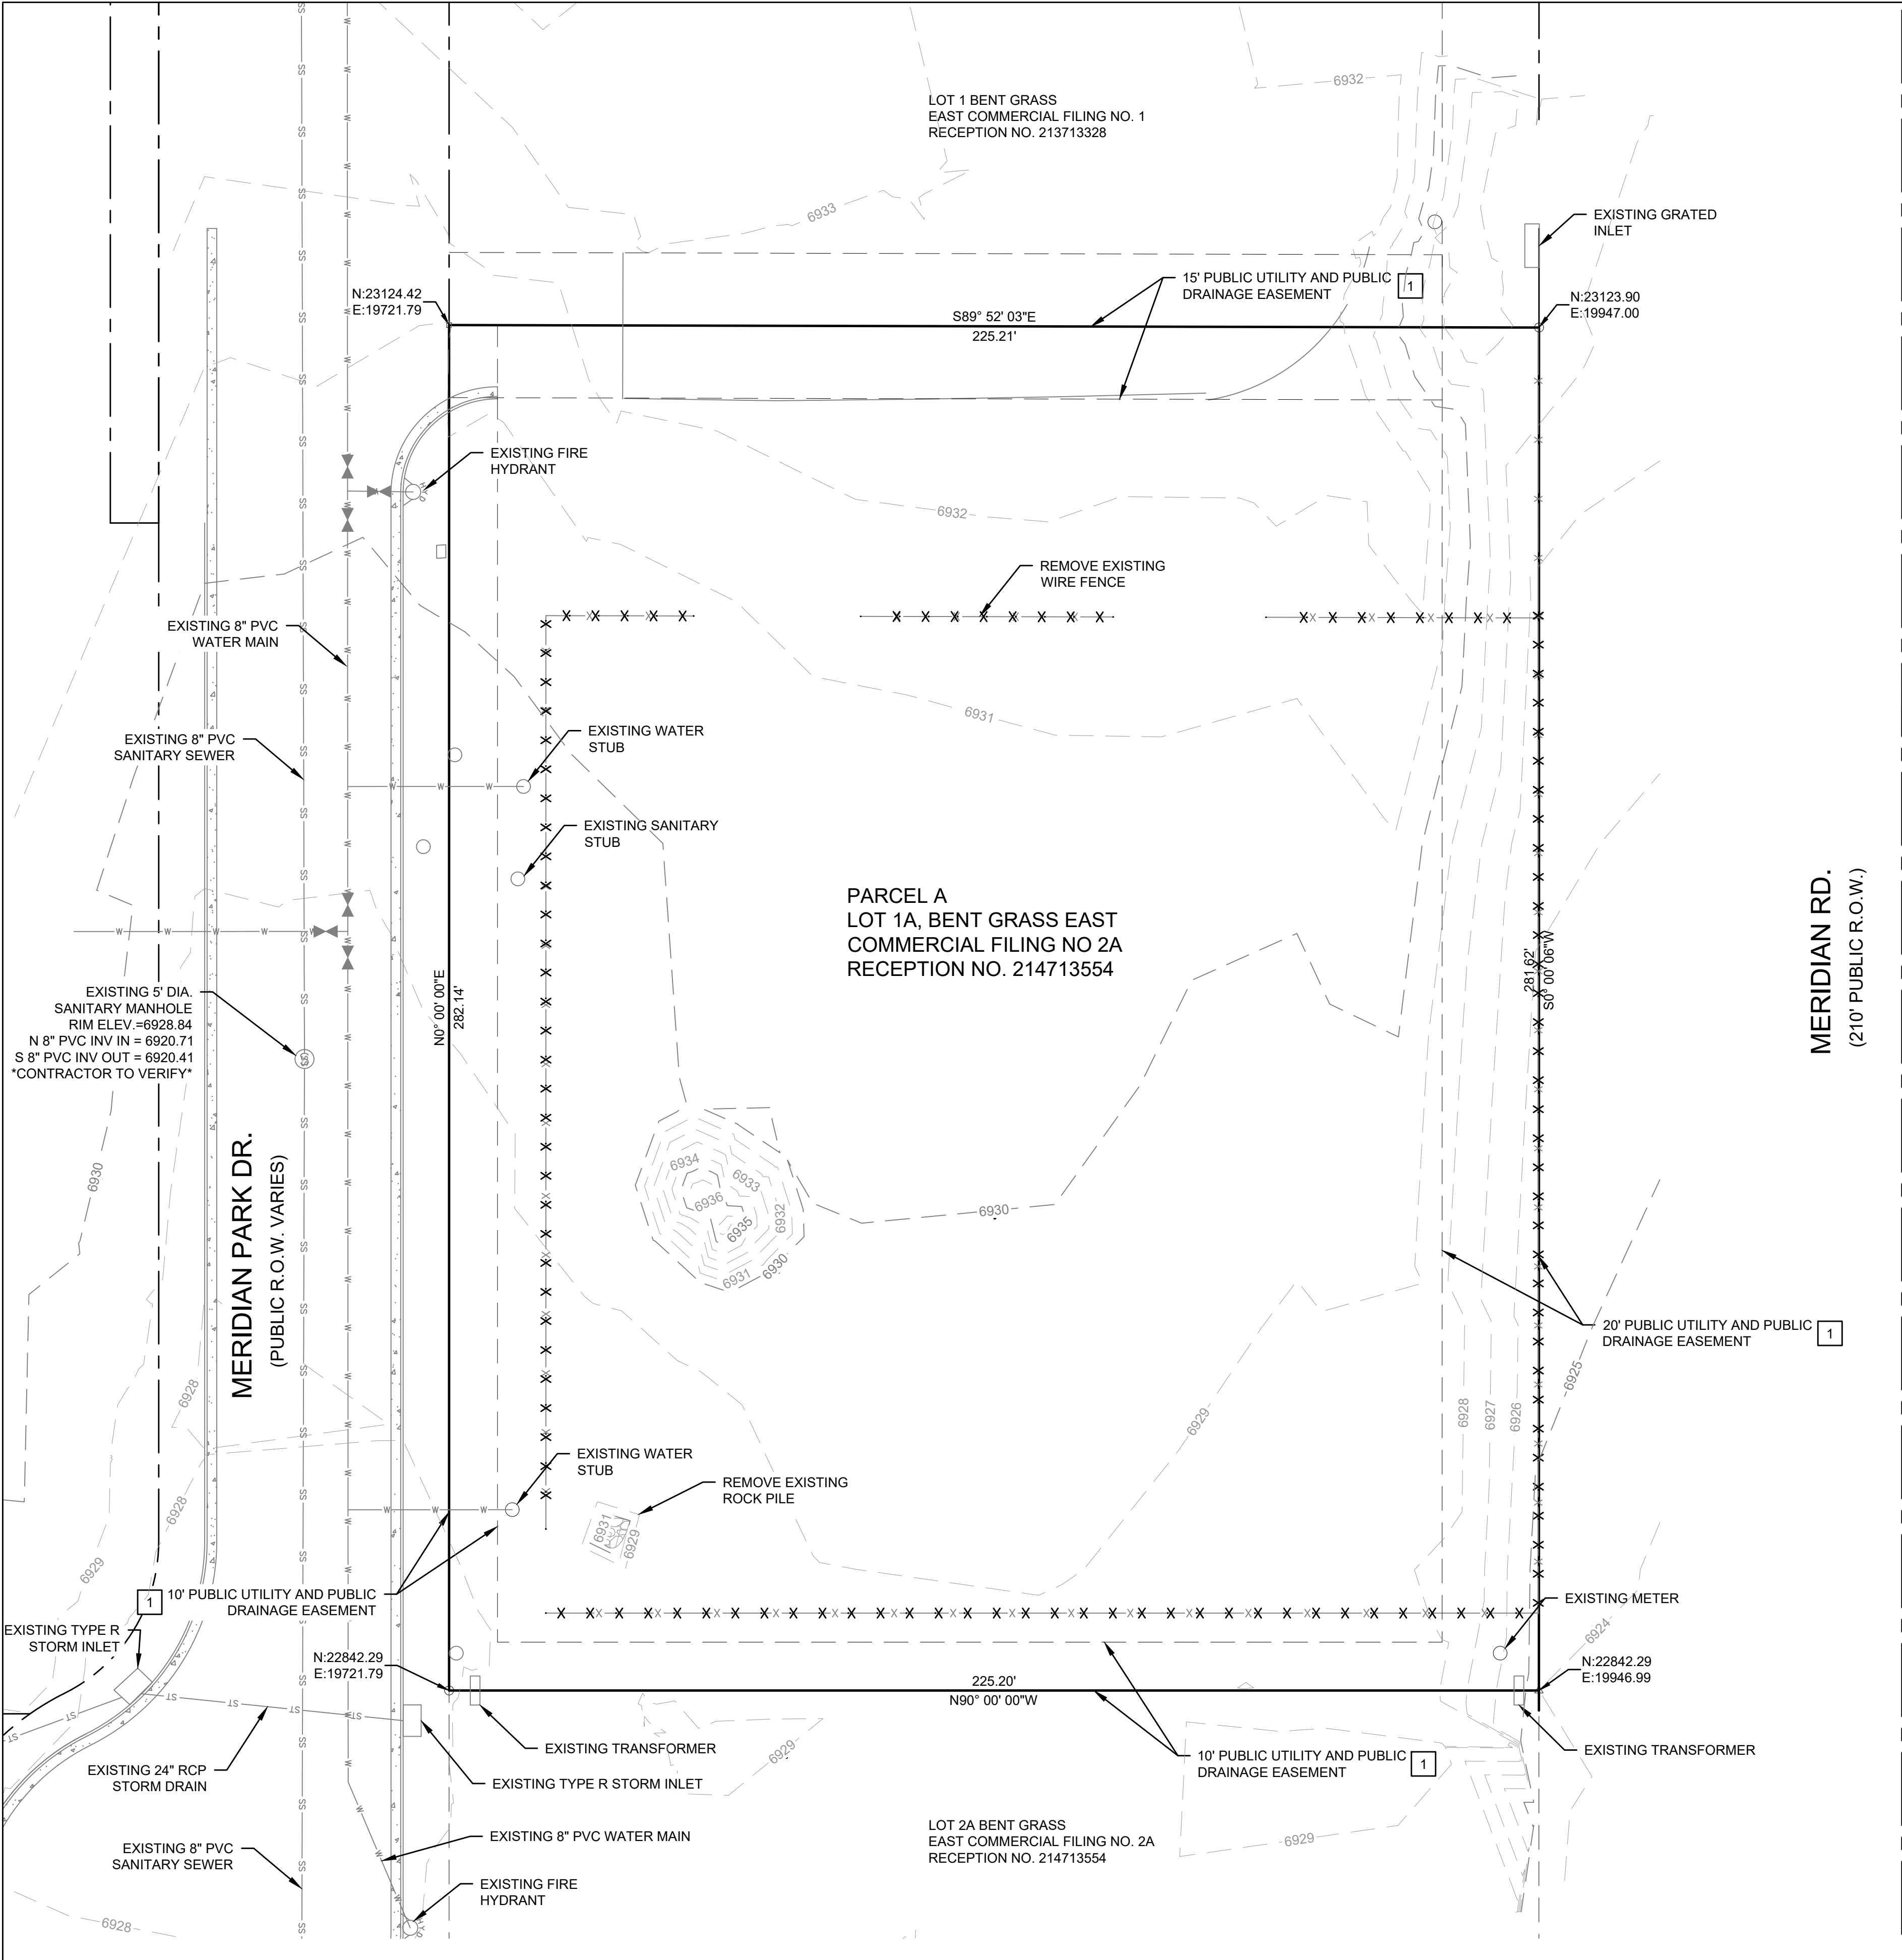 6932
LOT 1 BENT GRASS
EAST COMMERCIAL FILING NO. 1
RECEPTION NO. 213713328
6933
EXISTING GRATED
INLET
15' PUBLIC UTILITY AND PUBLIC
DRAINAGE EASEMENT
1
N:23124.42
E:19721.79
N:23123.90
E:19947.00
S89° 52' 03"E
225.21'
EXISTING FIRE
HYDRANT
6932
REMOVE EXISTING
WIRE FENCE
EXISTING 8" PVC
WATER MAIN
6931
EXISTING 8" PVC
SANITARY SEWER
EXISTING WATER
STUB
EXISTING SANITARY
STUB
PARCEL A
LOT 1A, BENT GRASS EAST
COMMERCIAL FILING NO 2A
RECEPTION NO. 214713554
MERIDIAN RD.
(210' PUBLIC R.O.W.)
N0° 00' 00"E
282.14'
281.62'
S0° 00' 06"W
EXISTING 5' DIA.
SANITARY MANHOLE
RIM ELEV.=6928.84
N 8" PVC INV IN = 6920.71
S 8" PVC INV OUT = 6920.41
*CONTRACTOR TO VERIFY*
6930
MERIDIAN PARK DR.
(PUBLIC R.O.W. VARIES)
6934
6933
6936
6932
6935
6931
6930
6930
20' PUBLIC UTILITY AND PUBLIC
DRAINAGE EASEMENT
1
6925
6928
6929
6928
6927
6926
EXISTING WATER
STUB
REMOVE EXISTING
ROCK PILE
6928
6931
6929
6929
1
10' PUBLIC UTILITY AND PUBLIC
DRAINAGE EASEMENT
EXISTING METER
6924
EXISTING TYPE R
STORM INLET
N:22842.29
E:19721.79
N:22842.29
E:19946.99
225.20'
N90° 00' 00"W
ST
ST
ST
ST
ST
EXISTING TRANSFORMER
6929
EXISTING TRANSFORMER
10' PUBLIC UTILITY AND PUBLIC
DRAINAGE EASEMENT
1
EXISTING 24" RCP
STORM DRAIN
EXISTING TYPE R STORM INLET
EXISTING 8" PVC WATER MAIN
LOT 2A BENT GRASS
EAST COMMERCIAL FILING NO. 2A
RECEPTION NO. 214713554
6929
EXISTING 8" PVC
SANITARY SEWER
EXISTING FIRE
HYDRANT
6928